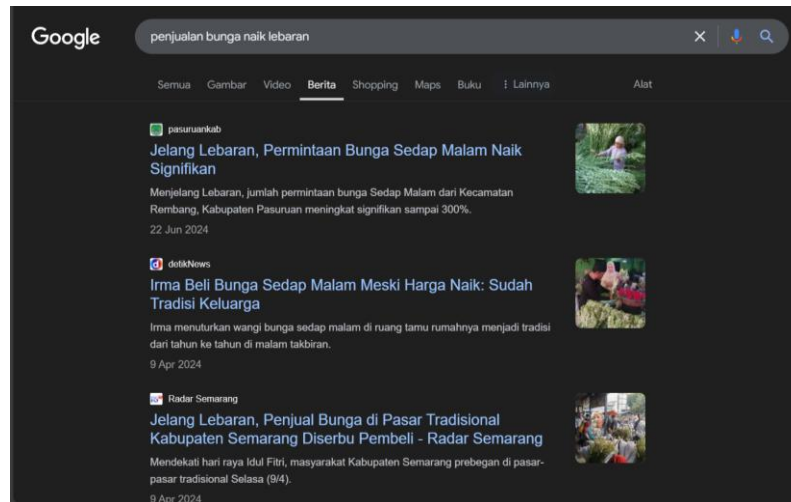 Google
penjualan bunga naik lebaran
Semua Gambar Video Berita Shopping Maps Buku Lainnya Alat
pasuruankab
Jelang Lebaran, Permintaan Bunga Sedap Malam Naik
Signifikan
Menjelang Lebaran, jumlah permintaan bunga Sedap Malam dari Kecamatan
Rembang, Kabupaten Pasuruan meningkat signifikan sampai 300%.
22 Jun 2024
detikNews
Irma Beli Bunga Sedap Malam Meski Harga Naik: Sudah
Tradisi Keluarga
Irma menuturkan wangi bunga sedap malam di ruang tamu rumahnya menjadi tradisi
dari tahun ke tahun di malam takbiran.
9 Apr 2024
Radar Semarang
Jelang Lebaran, Penjual Bunga di Pasar Tradisional
Kabupaten Semarang Diserbu Pembeli - Radar Semarang
Mendekati hari raya Idul Fitri, masyarakat Kabupaten Semarang prebegan di pasar-
pasar tradisional Selasa (9/4).
9 Apr 2024